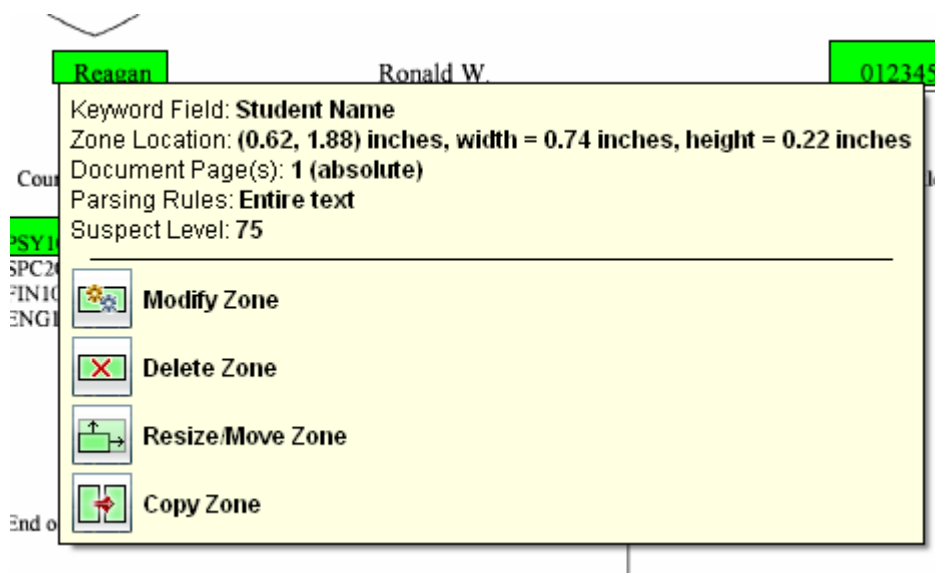 Reagan Ronald W. 012345
Keyword Field: Student Name
Zone Location: (0.62, 1.88) inches, width = 0.74 inches, height = 0.22 inches
Document Page(s): 1 (absolute)
Parsing Rules: Entire text
Suspect Level: 75
Modify Zone
Delete Zone
Resize/Move Zone
Copy Zone